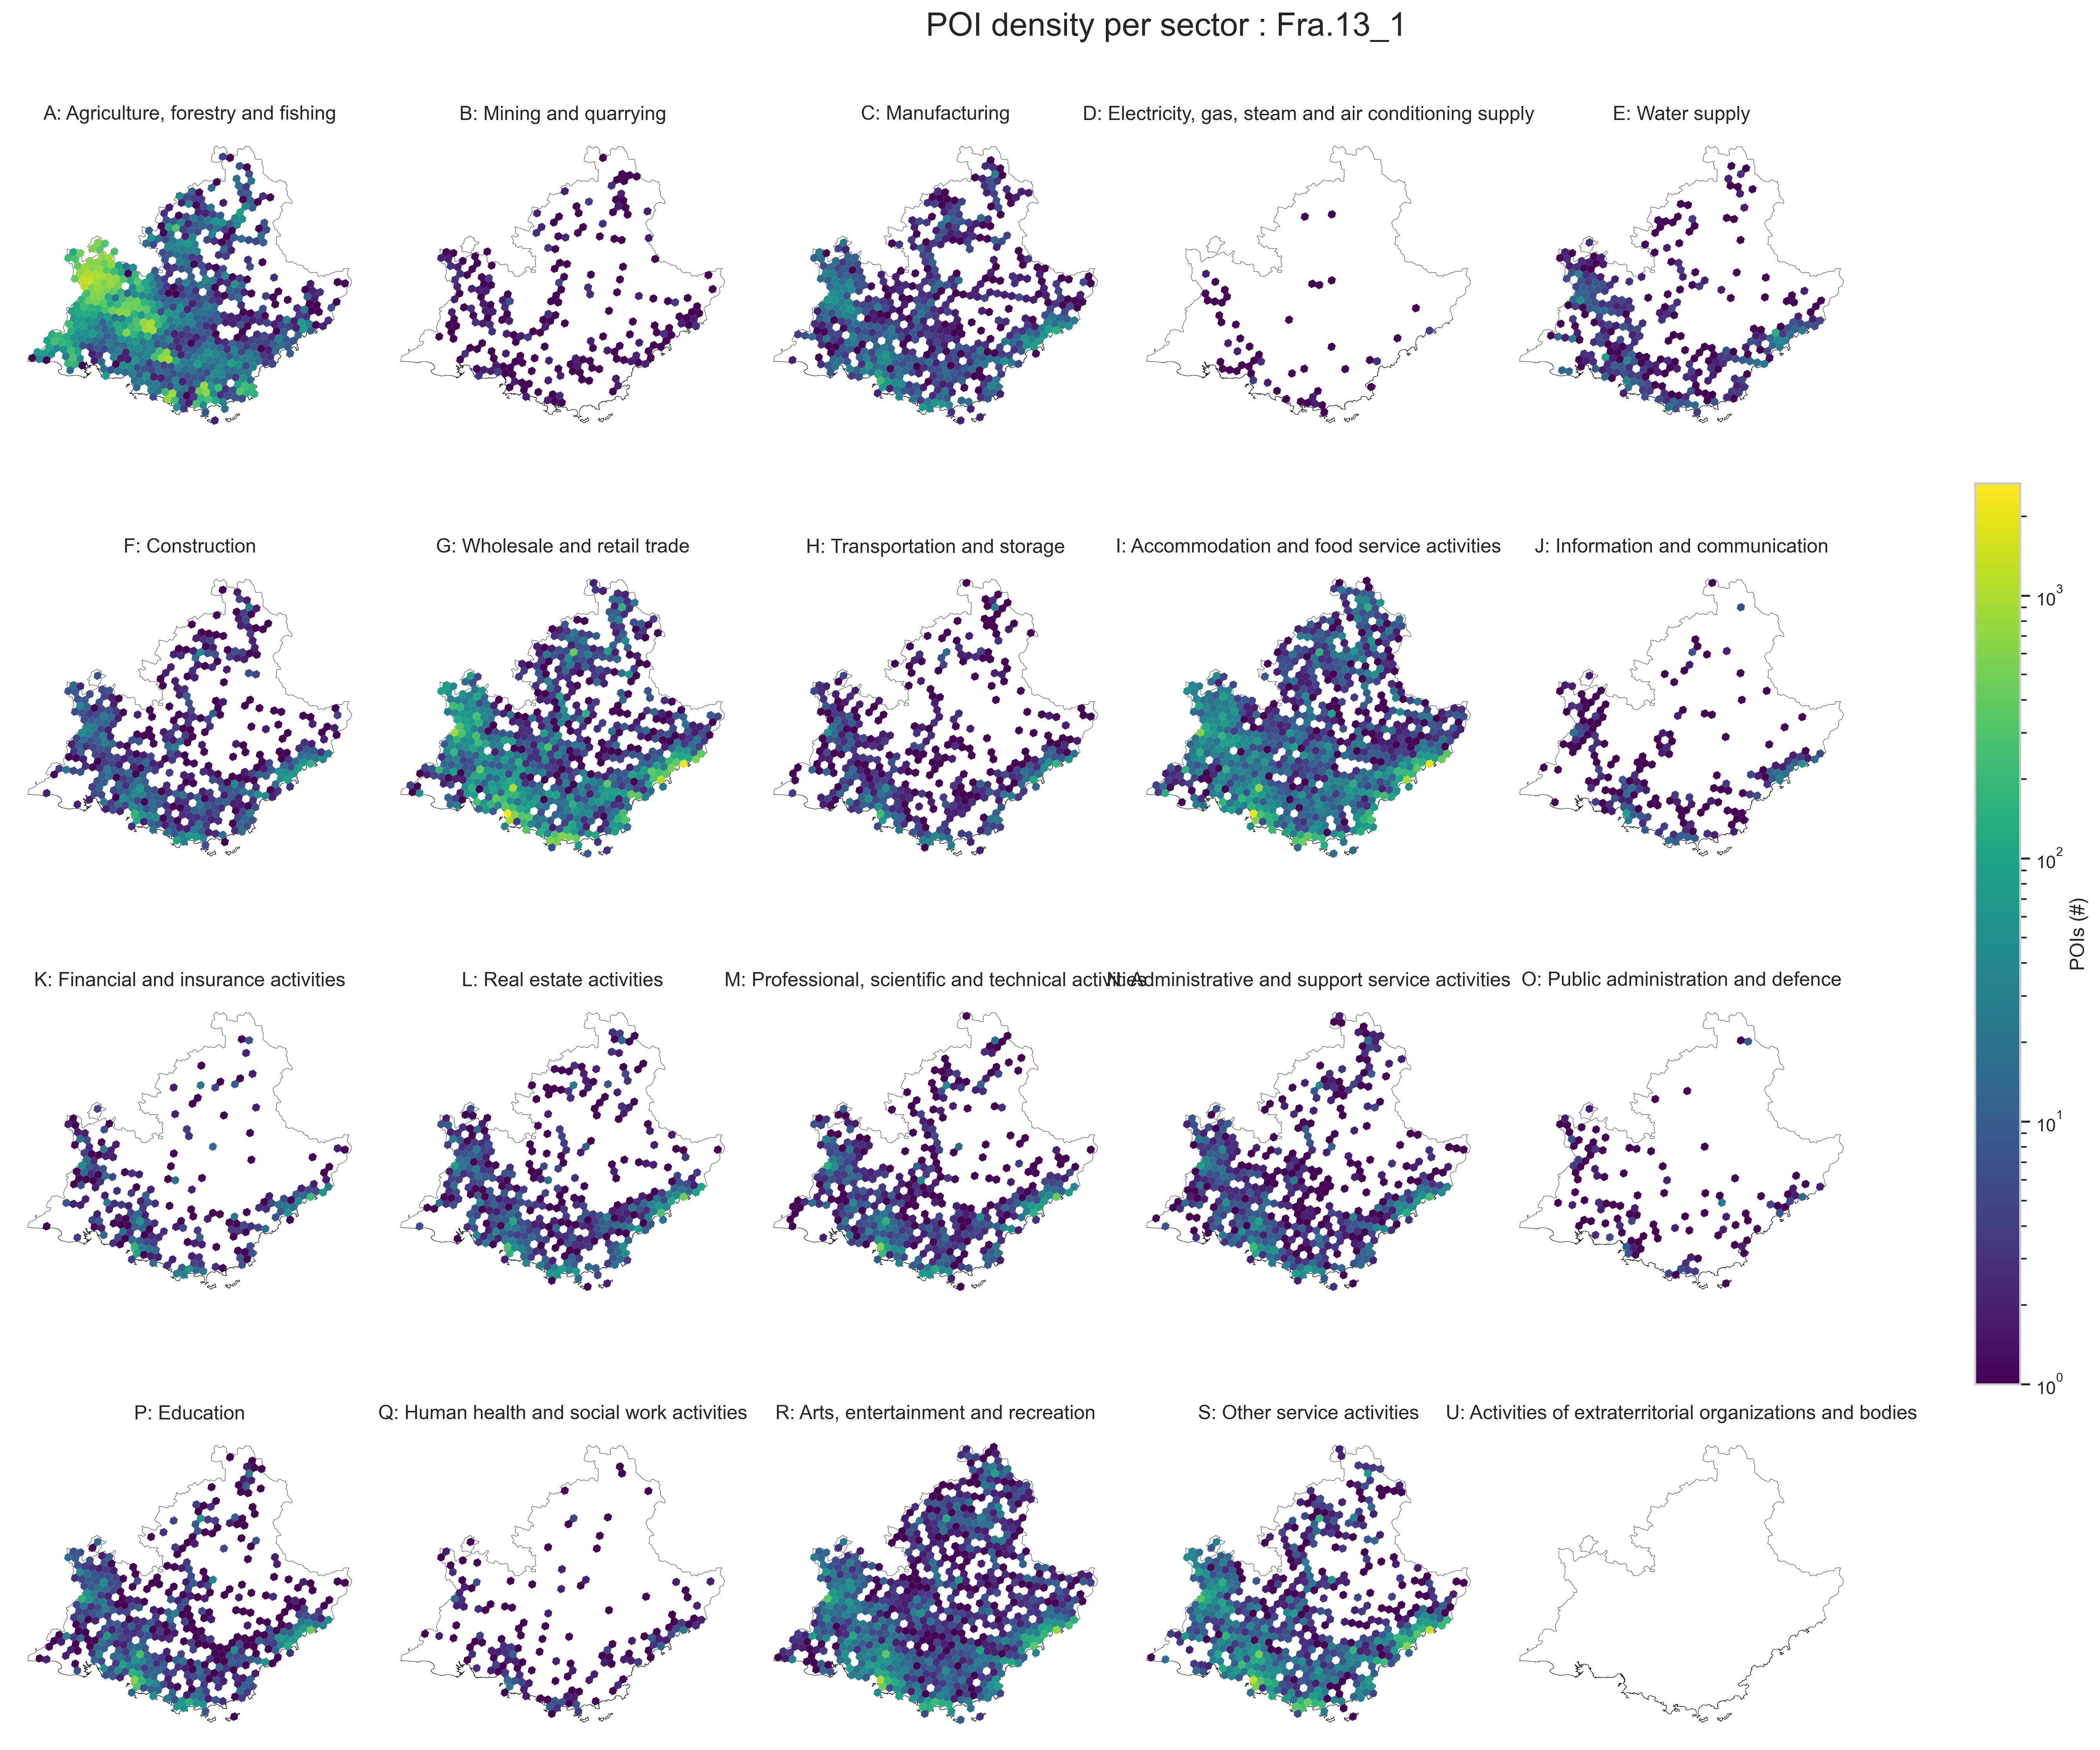 POI density per sector : Fra.13_1
A: Agriculture, forestry and fishing
B: Mining and quarrying
C: Manufacturing
D: Electricity, gas, steam and air conditioning supply
E: Water supply
F: Construction
G: Wholesale and retail trade
H: Transportation and storage
I: Accommodation and food service activities
J: Information and communication
K: Financial and insurance activities
L: Real estate activities
M: Professional, scientific and technical activities
N: Administrative and support service activities
O: Public administration and defence
P: Education
Q: Human health and social work activities
R: Arts, entertainment and recreation
S: Other service activities
U: Activities of extraterritorial organizations and bodies
10³
10²
10¹
10⁰
POIs (#)